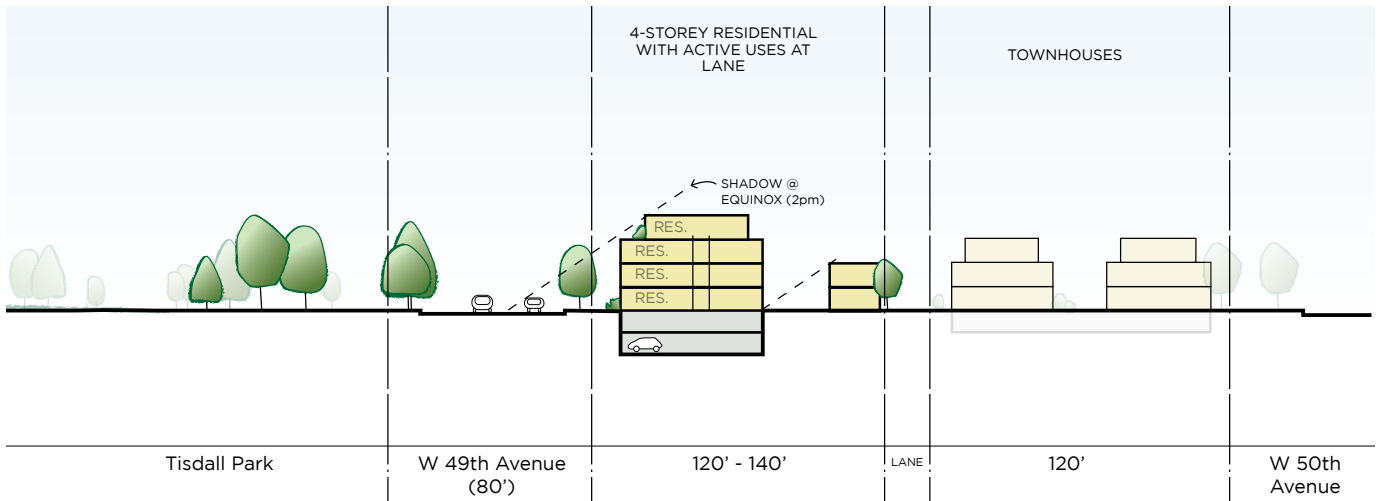 4-STOREY RESIDENTIAL
WITH ACTIVE USES AT
LANE
TOWNHOUSES
SHADOW @
EQUINOX (2pm)
RES.
RES.
RES.
RES.
Tisdall Park
W 49th Avenue
(80’)
120’ - 140’
LANE
120’
W 50th
Avenue